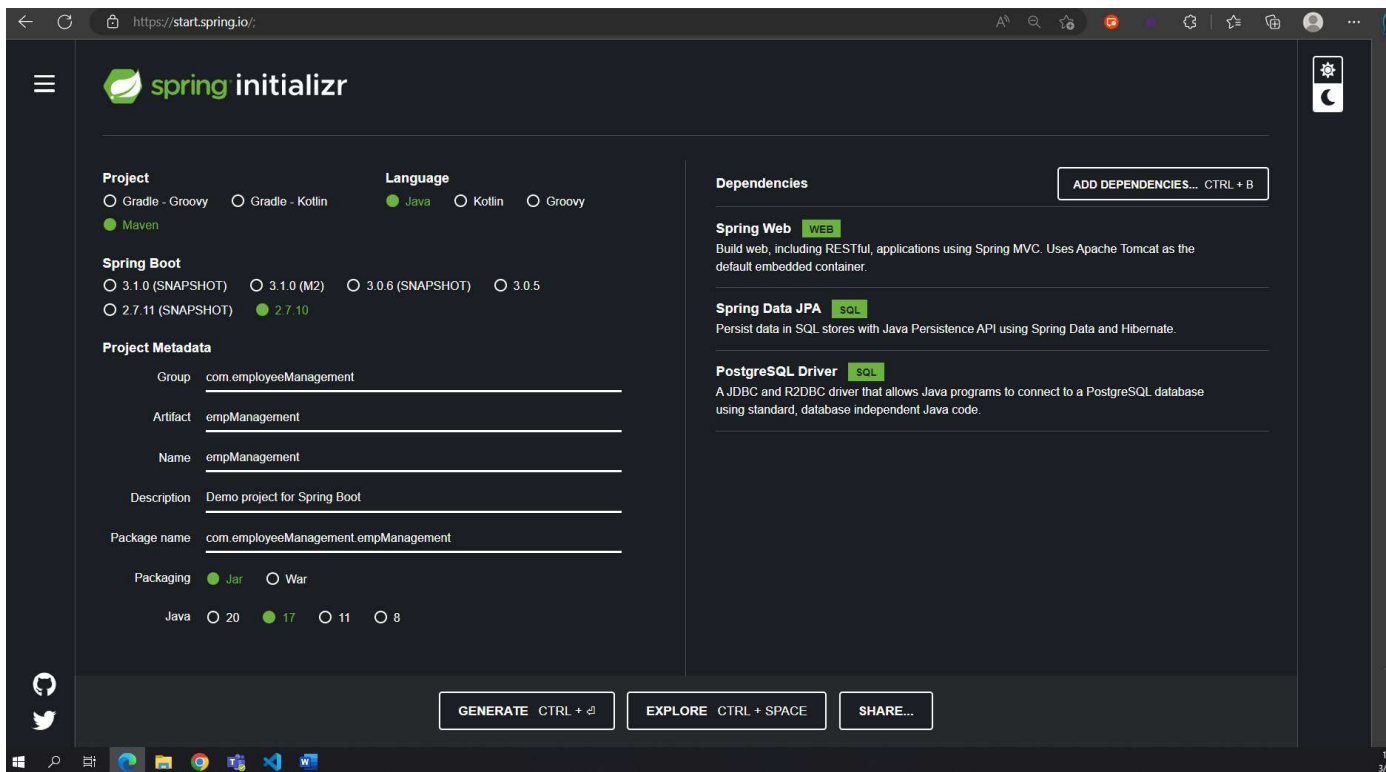 https://start.spring.io/;
spring initializr
Project
Gradle - Groovy Gradle - Kotlin
Maven
Language
Java Kotlin Groovy
Spring Boot
3.1.0 (SNAPSHOT) 3.1.0 (M2) 3.0.6 (SNAPSHOT) 3.0.5
2.7.11 (SNAPSHOT) 2.7.10
Project Metadata
Group com.employeeManagement
Artifact empManagement
Name empManagement
Description Demo project for Spring Boot
Package name com.employeeManagement.empManagement
Packaging Jar War
Java 20 17 11 8
Dependencies
ADD DEPENDENCIES... CTRL + B
Spring Web WEB
Build web, including RESTful, applications using Spring MVC. Uses Apache Tomcat as the
default embedded container.
Spring Data JPA SQL
Persist data in SQL stores with Java Persistence API using Spring Data and Hibernate.
PostgreSQL Driver SQL
A JDBC and R2DBC driver that allows Java programs to connect to a PostgreSQL database
using standard, database independent Java code.
GENERATE CTRL + ⏎
EXPLORE CTRL + SPACE
SHARE...